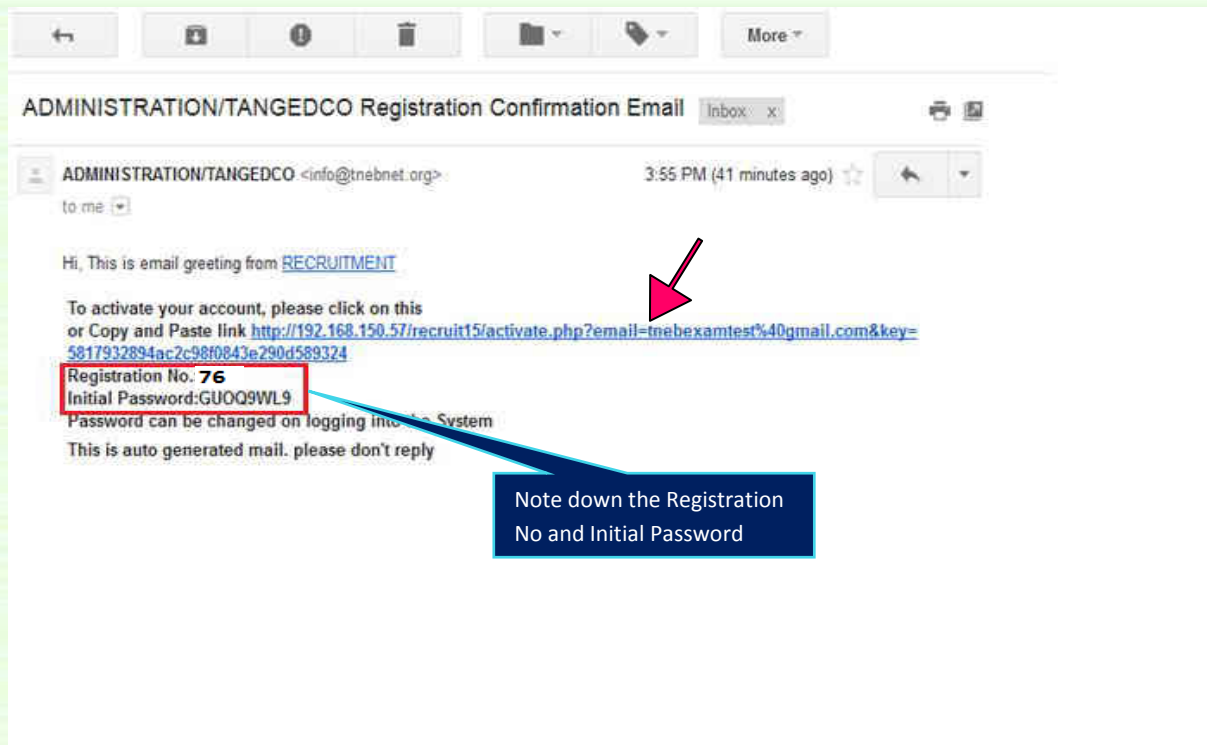 More
ADMINISTRATION/TANGEDCO Registration Confirmation Email Inbox x
ADMINISTRATION/TANGEDCO <info@tnebnet.org> 3:55 PM (41 minutes ago)
to me
Hi, This is email greeting from RECRUITMENT
To activate your account, please click on this
or Copy and Paste link http://192.168.150.57/recruit15/activate.php?email=tnebexamtest%40gmail.com&key=
5817932894ac2c98f0843e290d589324
Registration No. 76
Initial Password:GUOQ9WL9
Password can be changed on logging into the System
This is auto generated mail. please don't reply
Note down the Registration
No and Initial Password